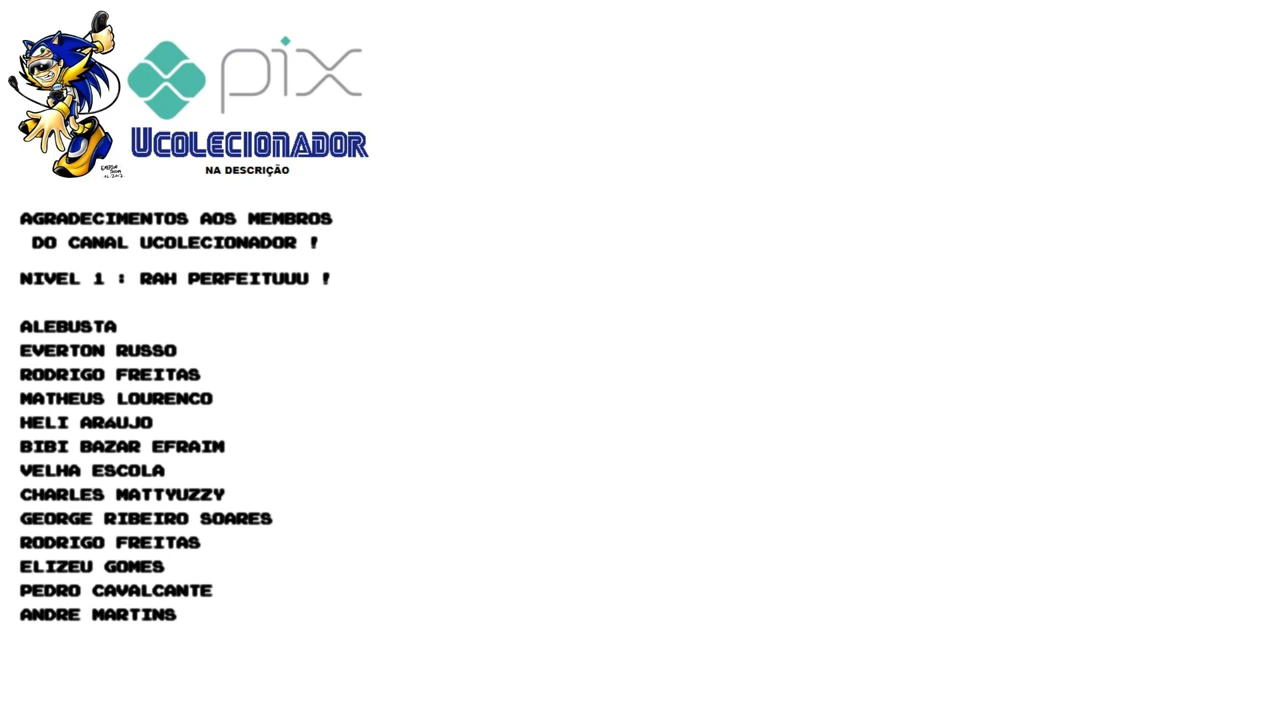 pix
UCOLECIONADOR
NA DESCRIÇÃO
AGRADECIMENTOS AOS MEMBROS
DO CANAL UCOLECIONADOR !
NIVEL 1 : RAH PERFEITUUU !
ALEBUSTA
EVERTON RUSSO
RODRIGO FREITAS
MATHEUS LOURENCO
HELI ARáUJO
BIBI BAZAR EFRAIM
VELHA ESCOLA
CHARLES MATTYUZZY
GEORGE RIBEIRO SOARES
RODRIGO FREITAS
ELIZEU GOMES
PEDRO CAVALCANTE
ANDRE MARTINS